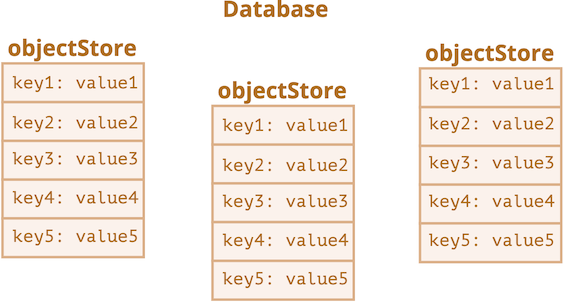 Database
objectStore
key1: value1
key2: value2
key3: value3
key4: value4
key5: value5
objectStore
key1: value1
key2: value2
key3: value3
key4: value4
key5: value5
objectStore
key1: value1
key2: value2
key3: value3
key4: value4
key5: value5